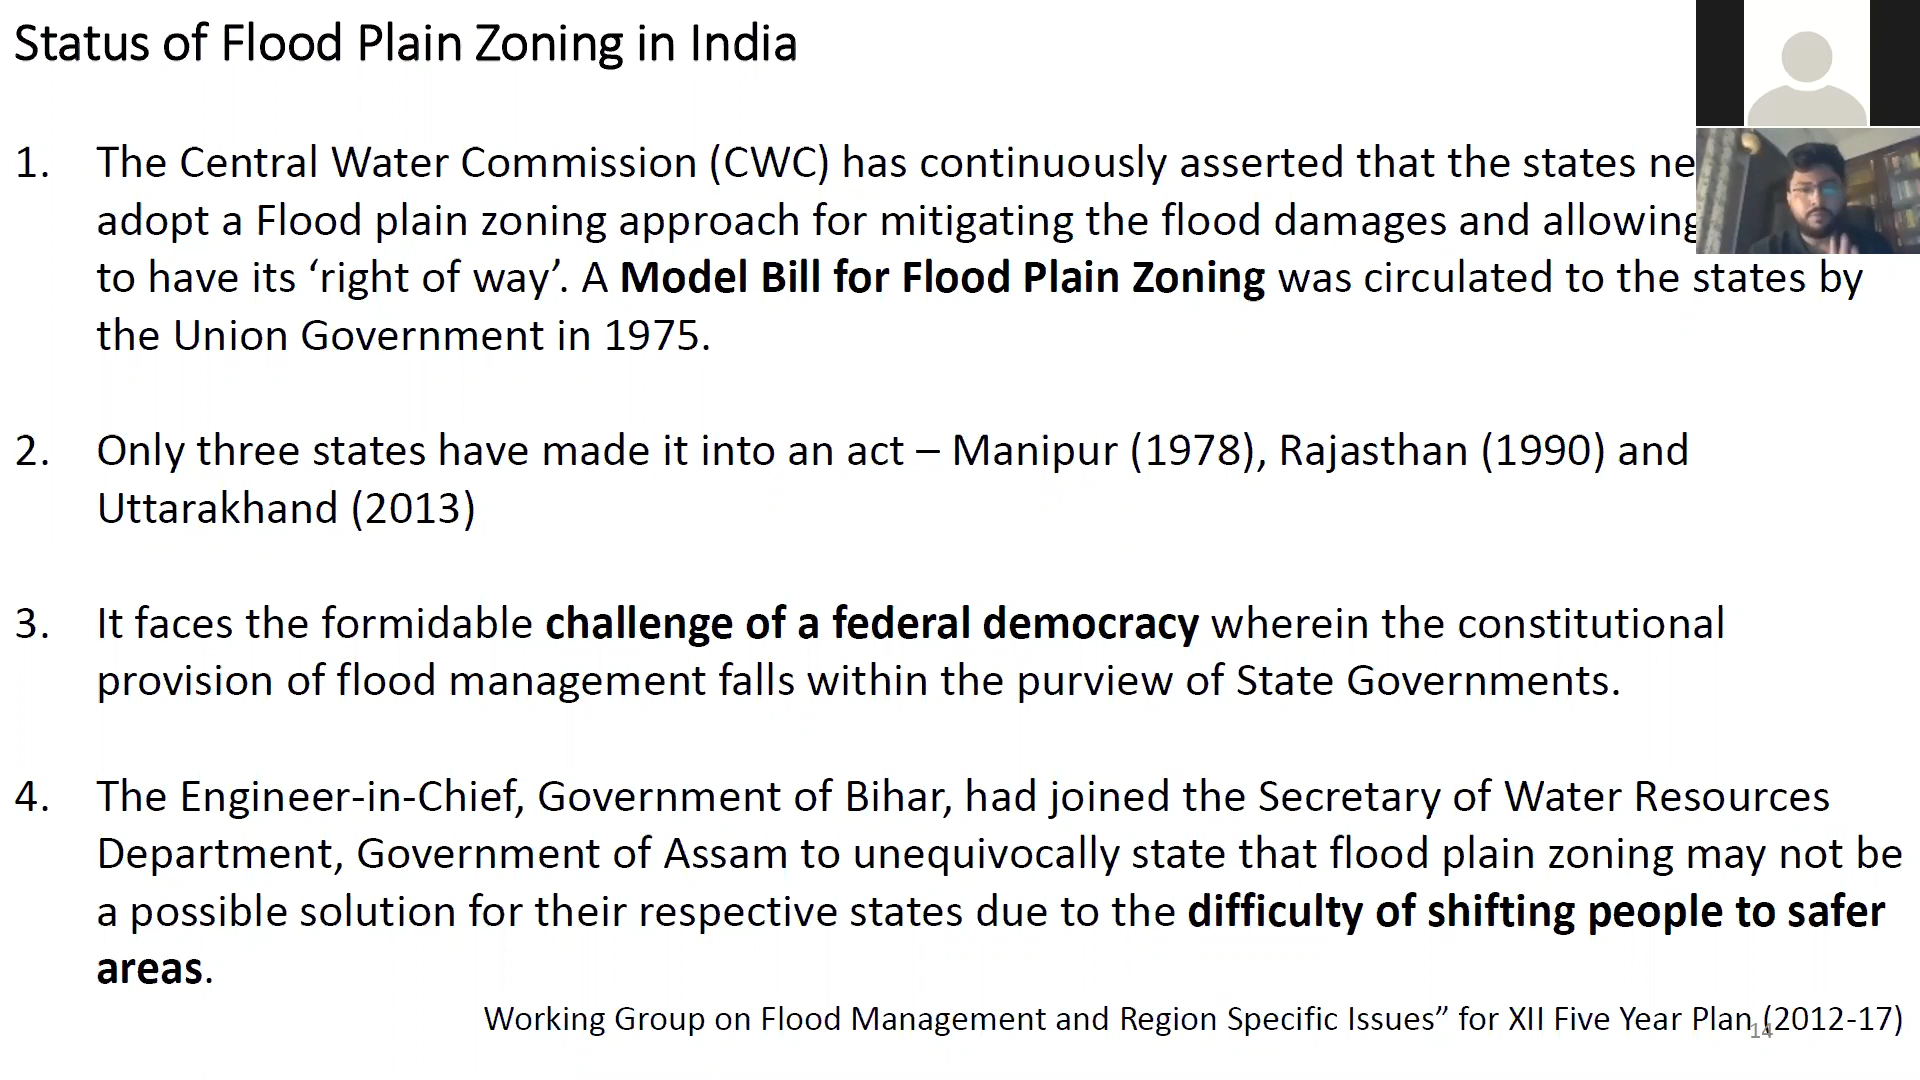 Status of Flood Plain Zoning in India
1. The Central Water Commission (CWC) has continuously asserted that the states
adopt a Flood plain zoning approach for mitigating the flood damages and allowing
to have its ‘right of way’. A Model Bill for Flood Plain Zoning was circulated to the states by
the Union Government in 1975.
2. Only three states have made it into an act – Manipur (1978), Rajasthan (1990) and
Uttarakhand (2013)
3. It faces the formidable challenge of a federal democracy wherein the constitutional
provision of flood management falls within the purview of State Governments.
4. The Engineer-in-Chief, Government of Bihar, had joined the Secretary of Water Resources
Department, Government of Assam to unequivocally state that flood plain zoning may not be
a possible solution for their respective states due to the difficulty of shifting people to safer
areas.
Working Group on Flood Management and Region Specific Issues” for XII Five Year Plan (2012-17)
14